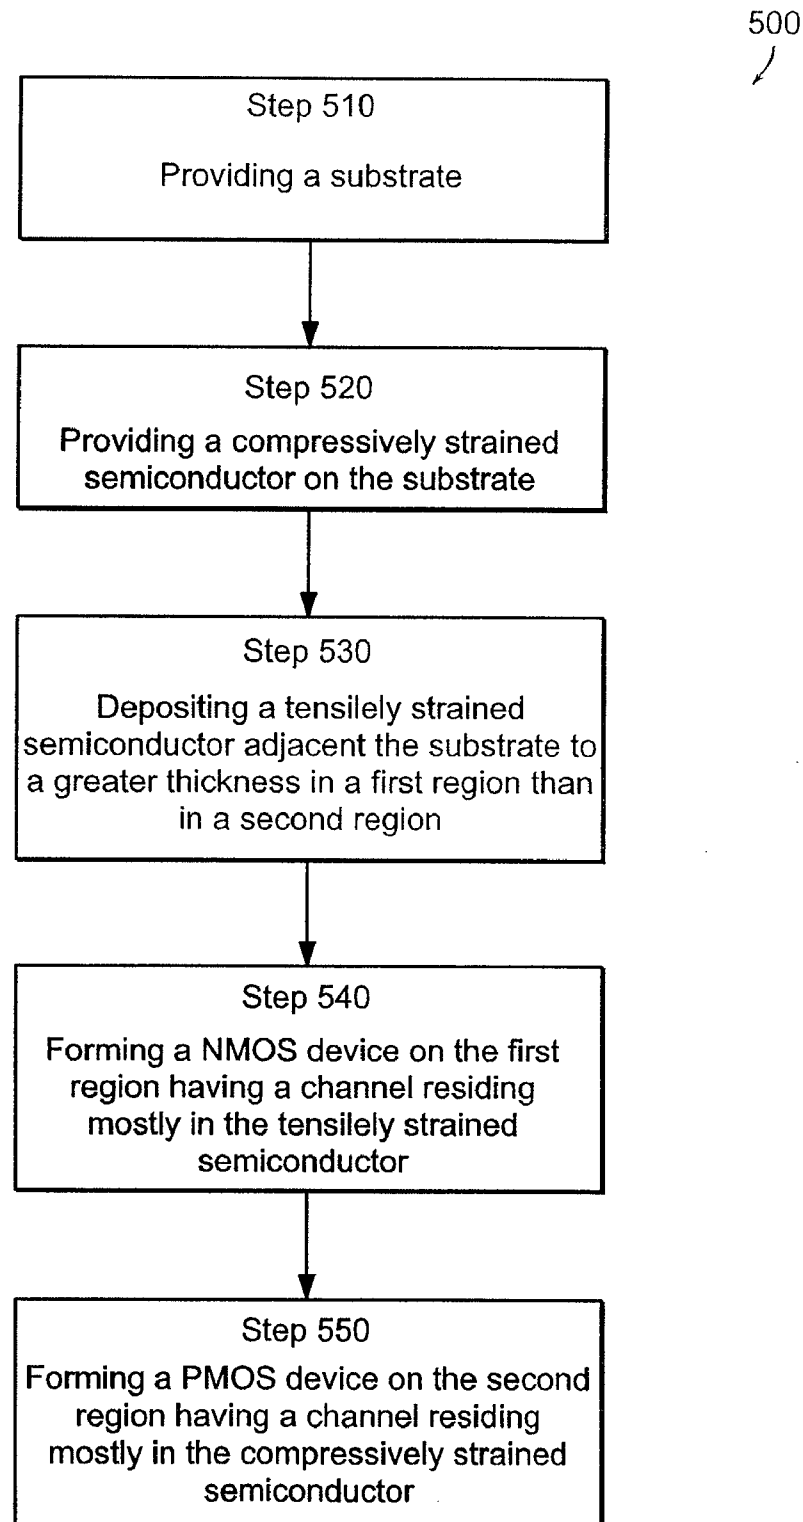 500
Step 510
Providing a substrate
Step 520
Providing a compressively strained
semiconductor on the substrate
Step 530
Depositing a tensilely strained
semiconductor adjacent the substrate to
a greater thickness in a first region than
in a second region
Step 540
Forming a NMOS device on the first
region having a channel residing
mostly in the tensilely strained
semiconductor
Step 550
Forming a PMOS device on the second
region having a channel residing
mostly in the compressively strained
semiconductor